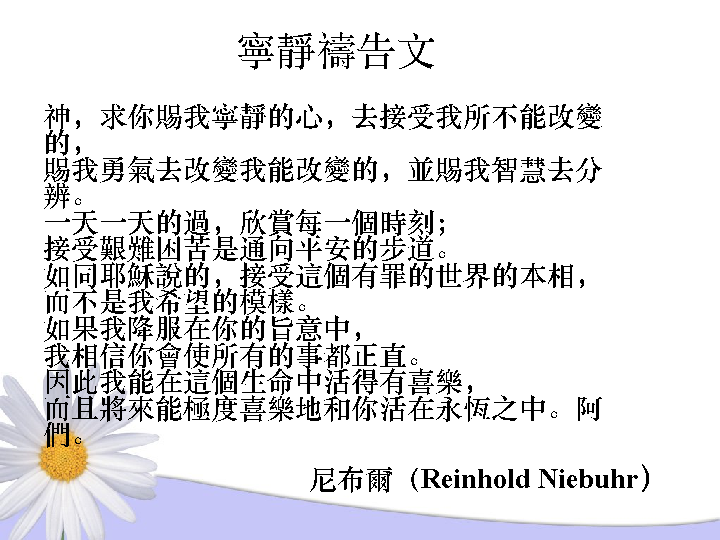 寧靜禱告文
神，求你賜我寧靜的心，去接受我所不能改變
的，
賜我勇氣去改變我能改變的，並賜我智慧去分
辨。
一天一天的過，欣賞每一個時刻；
接受艱難困苦是通向平安的步道。
如同耶穌說的，接受這個有罪的世界的本相，
而不是我希望的模樣。
如果我降服在你的旨意中，
我相信你會使所有的事都正直。
因此我能在這個生命中活得有喜樂，
而且將來能極度喜樂地和你活在永恆之中。阿
們。
尼布爾（Reinhold Niebuhr）